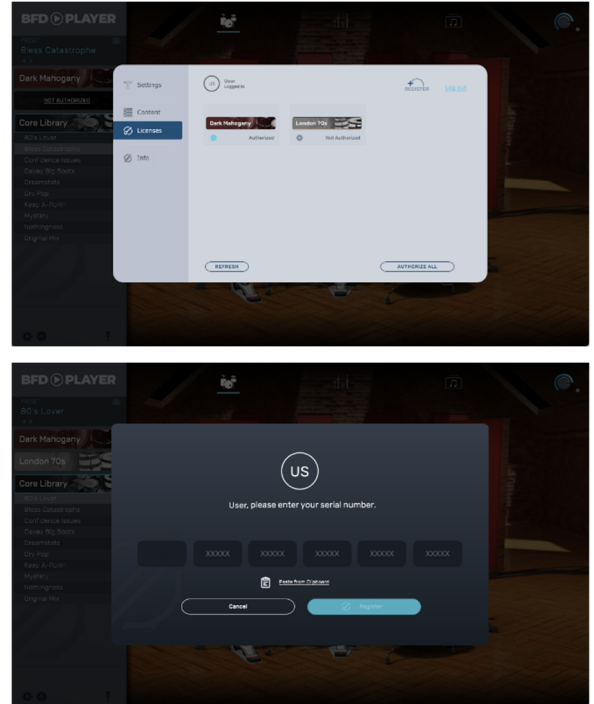 BFD PLAYER
PRESET
Bless Catastrophe
Dark Mahogany
NOT AUTHORIZED
Core Library
80's Lover
Bless Catastrophe
Confidence Issues
Davey Big Boots
Dreamstate
Dry Pop
Keep A-Rollin'
Mystery
Nothingness
Original Mix
Settings
Content
Licenses
Info
US
User
Logged in
REGISTER
Log out
Dark Mahogany
Authorized
London 70s
Not Authorized
REFRESH
AUTHORIZE ALL
BFD PLAYER
PRESET
80's Lover
Dark Mahogany
London 70s
Core Library
80's Lover
Bless Catastrophe
Confidence Issues
Davey Big Boots
Dreamstate
Dry Pop
Keep A-Rollin'
Mystery
Nothingness
Original Mix
US
User, please enter your serial number.
XXXXX XXXXX XXXXX XXXXX XXXXX
Paste from Clipboard
Cancel
Register